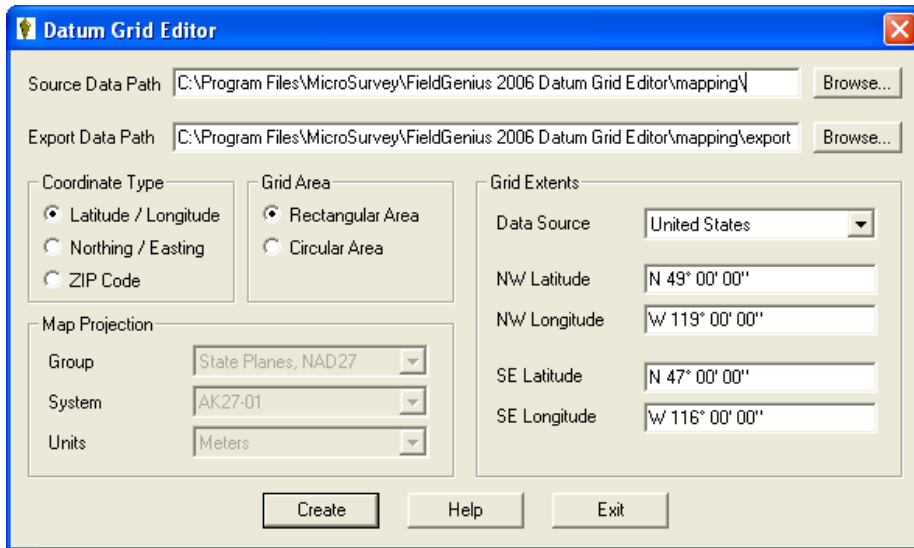 Datum Grid Editor
Source Data Path C:\Program Files\MicroSurvey\FieldGenius 2006 Datum Grid Editor\mapping\ Browse...
Export Data Path C:\Program Files\MicroSurvey\FieldGenius 2006 Datum Grid Editor\mapping\export Browse...
Coordinate Type
Latitude / Longitude
Northing / Easting
ZIP Code
Grid Area
Rectangular Area
Circular Area
Map Projection
Group State Planes, NAD27
System AK27-01
Units Meters
Grid Extents
Data Source United States
NW Latitude N 49° 00' 00"
NW Longitude W 119° 00' 00"
SE Latitude N 47° 00' 00"
SE Longitude W 116° 00' 00"
Create Help Exit